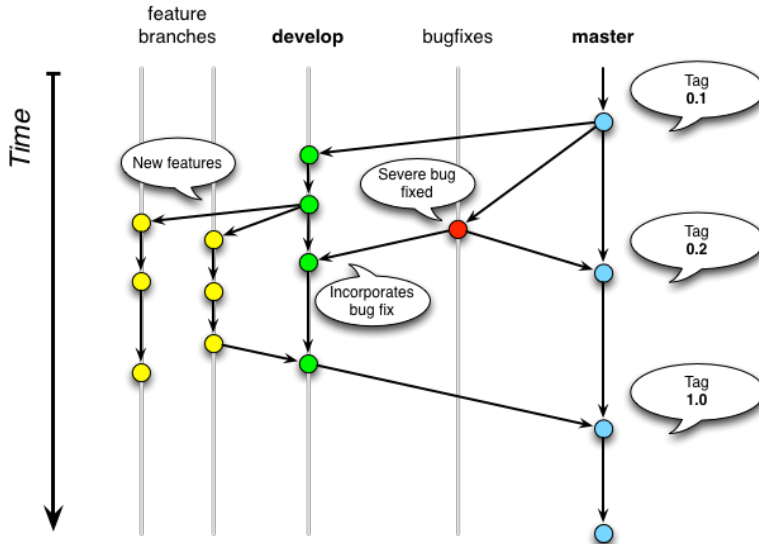 feature
branches
develop
bugfixes
master
Time
Tag
0.1
New features
Severe bug
fixed
Tag
0.2
Incorporates
bug fix
Tag
1.0